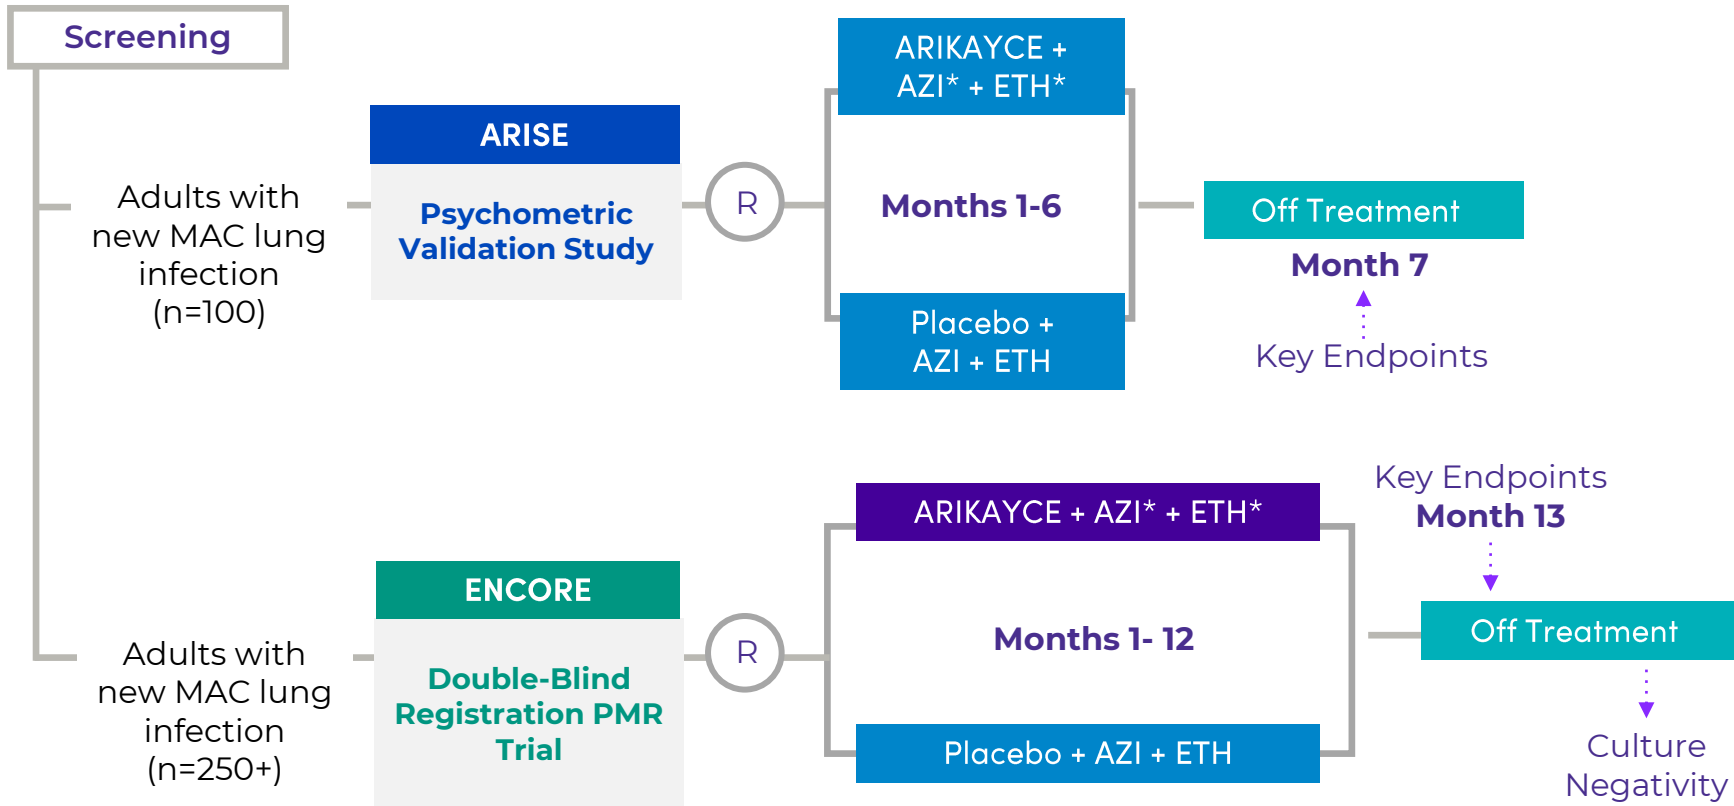 Screening
Adults with
new MAC lung
infection
(n=100)
ARISE
Psychometric
Validation Study
R
ARIKAYCE +
AZI* + ETH*
Months 1-6
Placebo +
AZI + ETH
Off Treatment
Month 7
Key Endpoints
Adults with
new MAC lung
infection
(n=250+)
ENCORE
Double-Blind
Registration PMR
Trial
R
ARIKAYCE + AZI* + ETH*
Months 1- 12
Placebo + AZI + ETH
Key Endpoints
Month 13
Off Treatment
Culture
Negativity